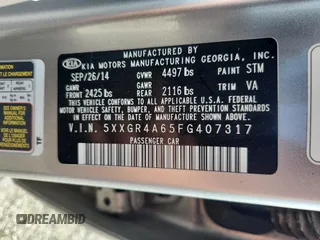 MANUFACTURED BY
KIA KIA MOTORS MANUFACTURING GEORGIA, INC.
SEP/26/14 GVWR 4497 lbs PAINT STM
GAWR FRONT 2425 lbs GAWR REAR 2116 lbs TRIM VA
THIS VEHICLE CONFORMS TO ALL APPLICABLE
FEDERAL MOTOR VEHICLE SAFETY, BUMPER,
AND THEFT PREVENTION STANDARDS IN EFFECT
ON THE DATE OF MANUFACTURE SHOWN ABOVE.
V.I.N. 5XXGR4A65FG407317
PASSENGER CAR
DREAMBID